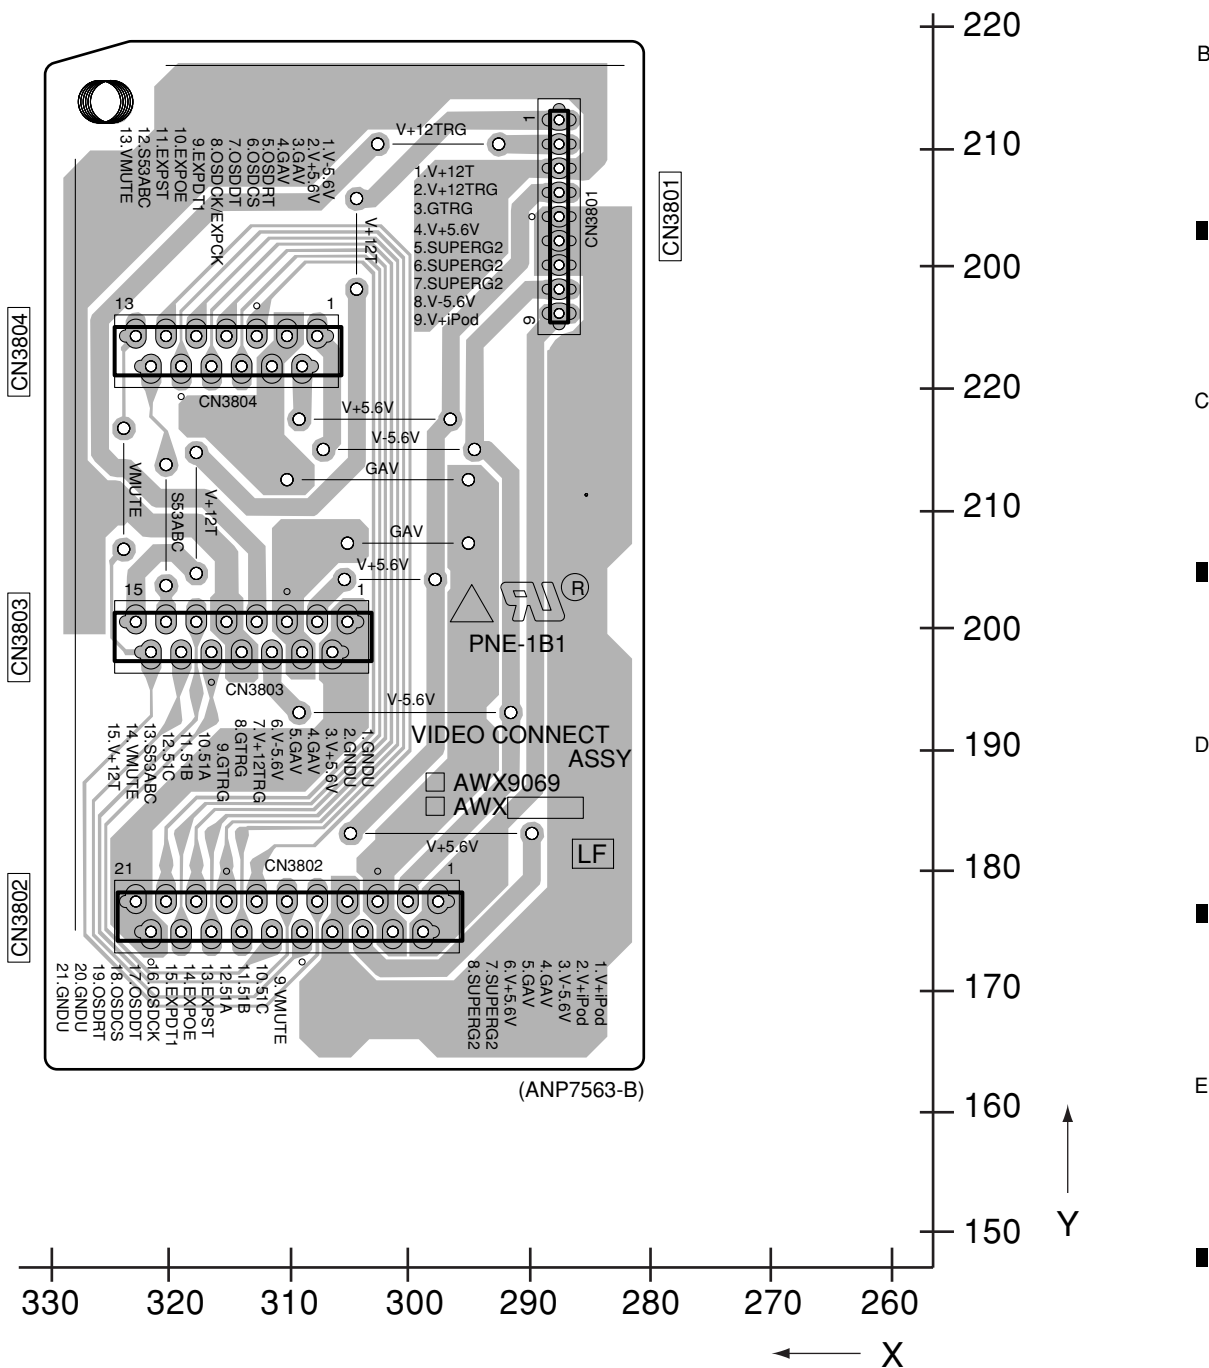 220
B
1
V+12TRG
210
13.VMUTE
12.S53ABC
11.EXPST
10.EXPOE
9.EXPDT1
8.OSDCK/EXPCK
7.OSDDT
6.OSDCS
5.OSDRT
4.GAV
3.GAV
2.V+5.6V
1.V-5.6V
1.V+12T
2.V+12TRG
3.GTRG
4.V+5.6V
5.SUPERG2
6.SUPERG2
7.SUPERG2
8.V-5.6V
9.V+iPod
CN3801
CN3801
V+12T
200
13
1
9
CN3804
CN3804
220
C
V+5.6V
V-5.6V
GAV
VMUTE
S53ABC
V+12T
210
GAV
V+5.6V
15
1
R
CN3803
200
PNE-1B1
CN3803
V-5.6V
15.V+12T
14.VMUTE
13.S53ABC
12.51C
11.51B
10.51A
9.GTRG
8.GTRG
7.V+12TRG
6.V-5.6V
5.GAV
4.GAV
3.V+5.6V
2.GNDU
1.GNDU
VIDEO CONNECT
ASSY
190
D
AWX9069
AWX
V+5.6V
LF
21
CN3802
1
180
CN3802
21.GNDU
20.GNDU
19.OSDRT
18.OSDCS
17.OSDDT
16.OSDCK
15.EXPDT1
14.EXPOE
13.EXPST
12.51A
11.51B
10.51C
9.VMUTE
8.SUPERG2
7.SUPERG2
6.V+5.6V
5.GAV
4.GAV
3.V-5.6V
2.V+iPod
1.V+iPod
170
(ANP7563-B)
E
160
Y
150
330 320 310 300 290 280 270 260
X